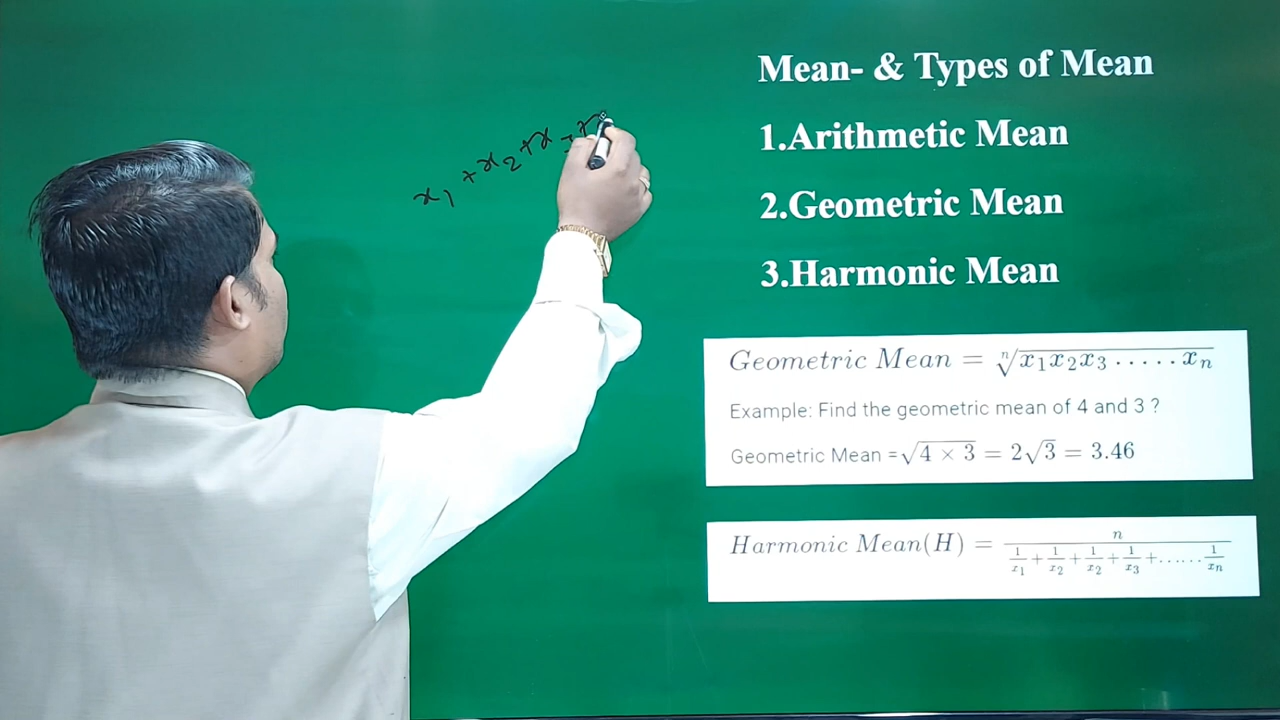 x₁ + x₂ + x
Mean- & Types of Mean
1.Arithmetic Mean
2.Geometric Mean
3.Harmonic Mean
Geometric Mean = ⁿ√x₁x₂x₃ . . . . . xₙ
Example: Find the geometric mean of 4 and 3 ?
Geometric Mean =√4 × 3 = 2√3 = 3.46
Harmonic Mean(H) = n / (1/x₁ + 1/x₂ + 1/x₂ + 1/x₃ + . . . . . . 1/xₙ)